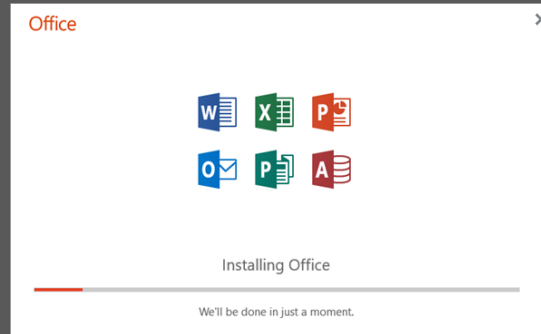 Office
W X P
O P A
Installing Office
We'll be done in just a moment.